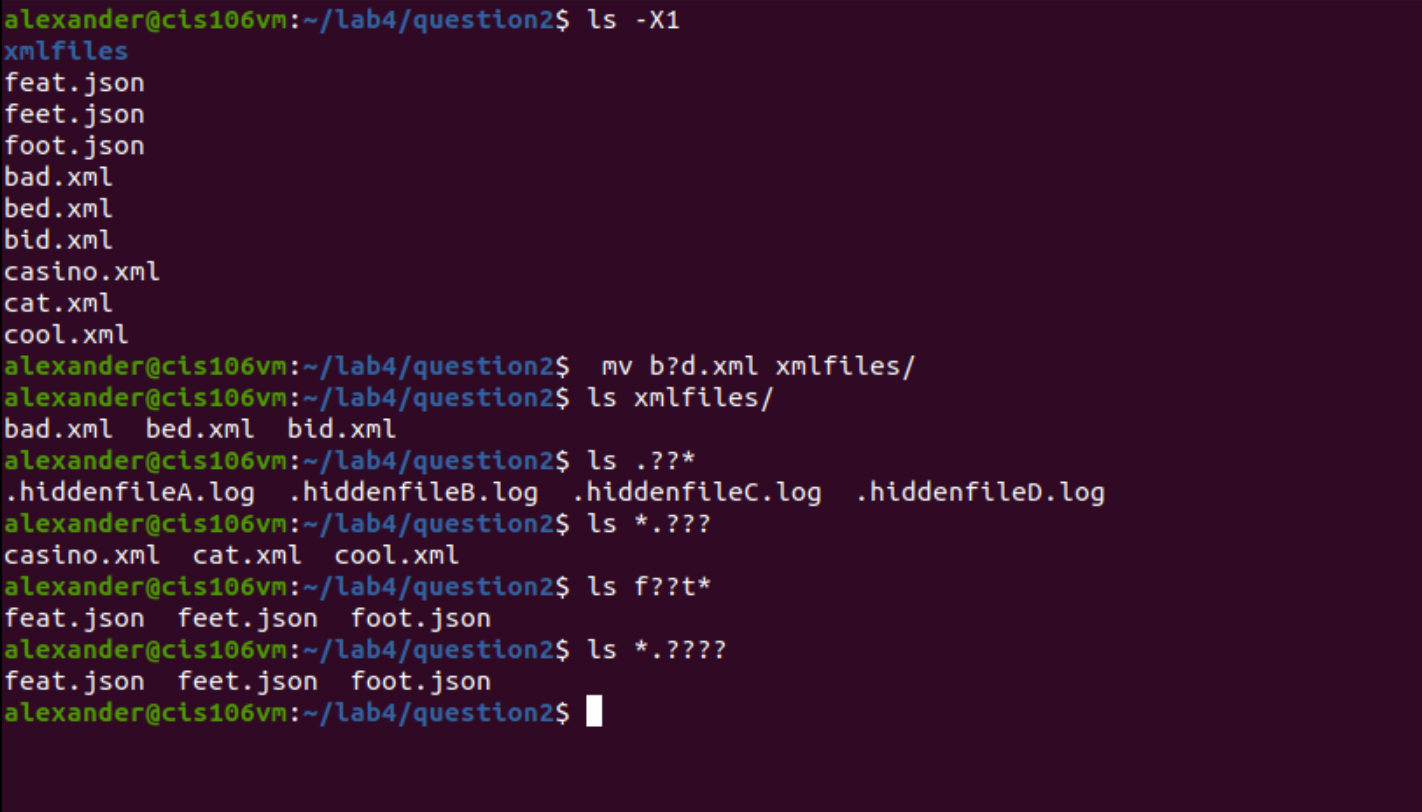 alexander@cis106vm:~/lab4/question2$ ls -X1
xmlfiles
feat.json
feet.json
foot.json
bad.xml
bed.xml
bid.xml
casino.xml
cat.xml
cool.xml
alexander@cis106vm:~/lab4/question2$  mv b?d.xml xmlfiles/
alexander@cis106vm:~/lab4/question2$ ls xmlfiles/
bad.xml  bed.xml  bid.xml
alexander@cis106vm:~/lab4/question2$ ls .??*
.hiddenfileA.log  .hiddenfileB.log  .hiddenfileC.log  .hiddenfileD.log
alexander@cis106vm:~/lab4/question2$ ls *.???
casino.xml  cat.xml  cool.xml
alexander@cis106vm:~/lab4/question2$ ls f??t*
feat.json  feet.json  foot.json
alexander@cis106vm:~/lab4/question2$ ls *.????
feat.json  feet.json  foot.json
alexander@cis106vm:~/lab4/question2$